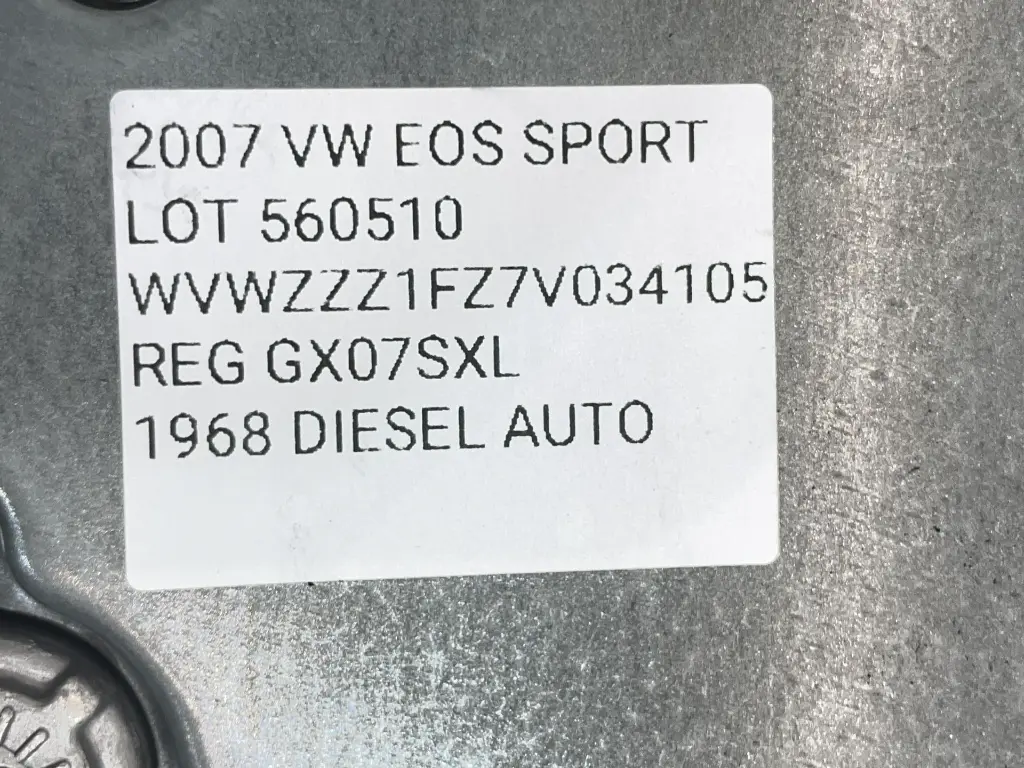 2007 VW EOS SPORT
LOT 560510
WVWZZZ1FZ7V034105
REG GX07SXL
1968 DIESEL AUTO